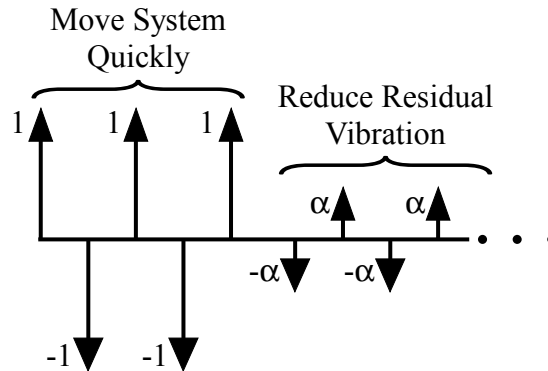 Move System
Quickly
Reduce Residual
Vibration
1
1
1
α
α
-α
-α
-1
-1